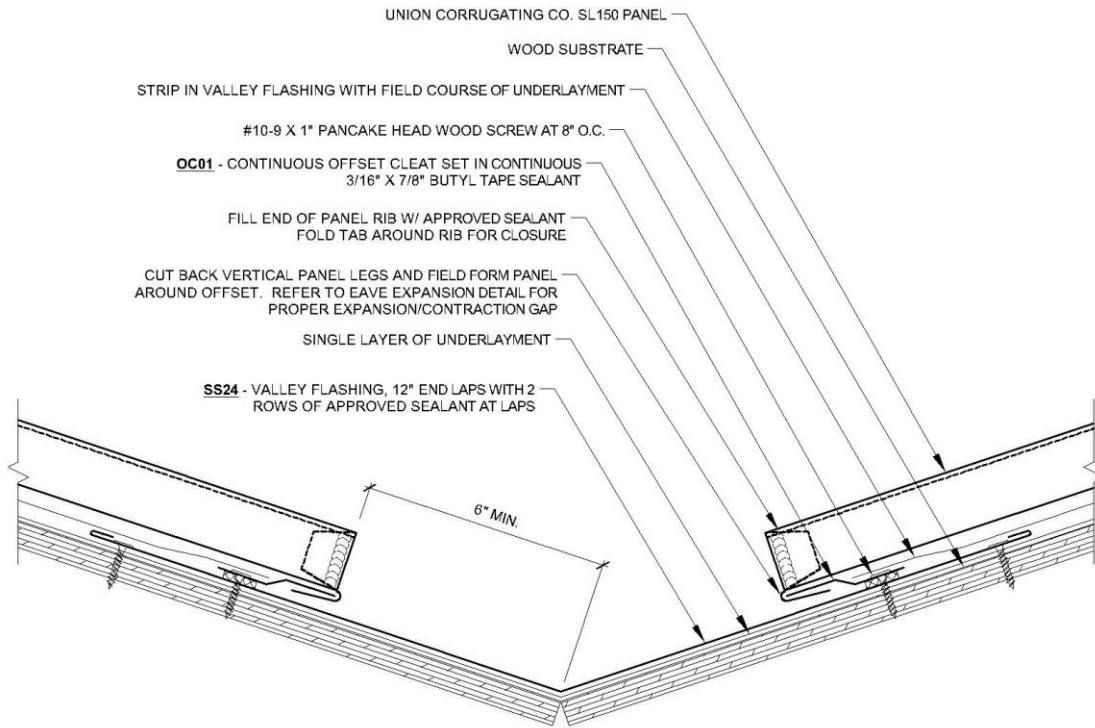 UNION CORRUGATING CO. SL150 PANEL
WOOD SUBSTRATE
STRIP IN VALLEY FLASHING WITH FIELD COURSE OF UNDERLAYMENT
#10-9 X 1" PANCAKE HEAD WOOD SCREW AT 8" O.C.
OC01 - CONTINUOUS OFFSET CLEAT SET IN CONTINUOUS
3/16" X 7/8" BUTYL TAPE SEALANT
FILL END OF PANEL RIB W/ APPROVED SEALANT
FOLD TAB AROUND RIB FOR CLOSURE
CUT BACK VERTICAL PANEL LEGS AND FIELD FORM PANEL
AROUND OFFSET. REFER TO EAVE EXPANSION DETAIL FOR
PROPER EXPANSION/CONTRACTION GAP
SINGLE LAYER OF UNDERLAYMENT
SS24 - VALLEY FLASHING, 12" END LAPS WITH 2
ROWS OF APPROVED SEALANT AT LAPS
6" MIN.